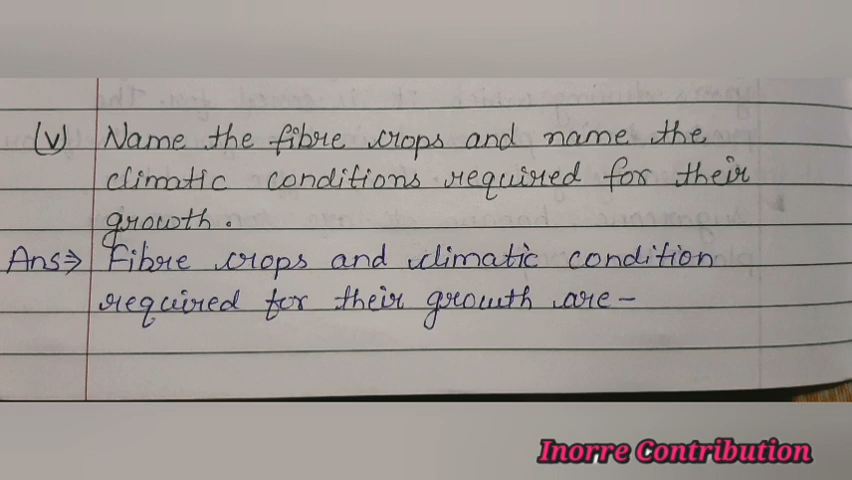 (v) Name the fibre crops and name the
climatic conditions required for their
growth.
Ans⇒ Fibre crops and climatic condition
required for their growth are-
Inorre Contribution